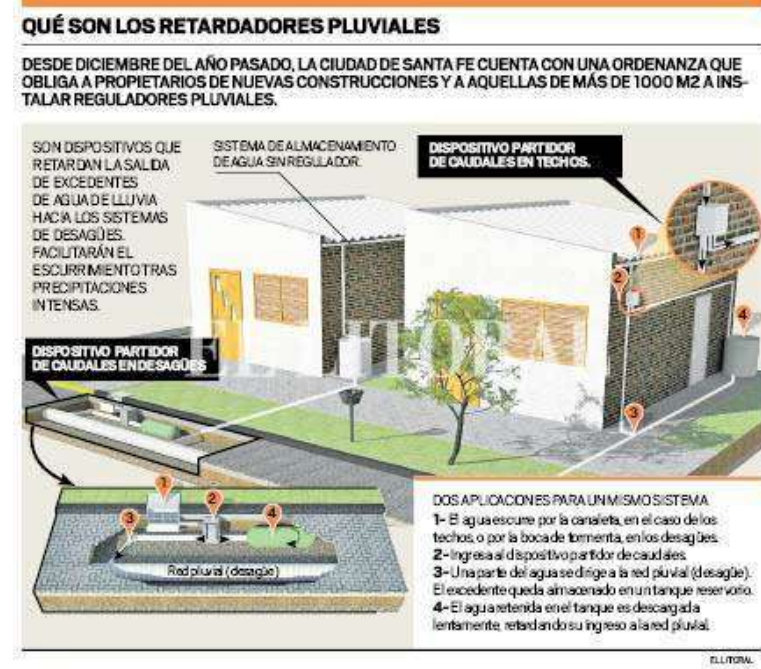 QUÉ SON LOS RETARDADORES PLUVIALES
DESDE DICIEMBRE DEL AÑO PASADO, LA CIUDAD DE SANTA FE CUENTA CON UNA ORDENANZA QUE
OBLIGA A PROPIETARIOS DE NUEVAS CONSTRUCCIONES Y A AQUELLAS DE MÁS DE 1000 M2 A INS-
TALAR REGULADORES PLUVIALES.
SON DISPOSITIVOS QUE
RETARDAN LA SALIDA
DE EXCEDENTES
DE AGUA DE LLUVIA
HACIA LOS SISTEMAS
DE DESAGÜES.
FACILITARÁN EL
ESCURRIMIENTO TRAS
PRECIPITACIONES
INTENSAS.
SISTEMA DE ALMACENAMIENTO
DE AGUA SIN REGULADOR.
DISPOSITIVO PARTIDOR
DE CAUDALES EN TECHOS.
1
2
4
3
EL LITORAL
DISPOSITIVO PARTIDOR
DE CAUDALES EN DESAGÜES
1
2
3
4
Red pluvial (desagüe)
DOS APLICACIONES PARA UN MISMO SISTEMA
1- El agua escurre por la canaleta, en el caso de los
techos, o por la boca de tormenta, en los desagües.
2- Ingresa al dispositivo partidor de caudales.
3- Una parte del agua se dirige a la red pluvial (desagüe).
El excedente queda almacenado en un tanque reservorio.
4- El agua retenida en el tanque es descargada
lentamente, retardando su ingreso a la red pluvial.
EL LITORAL